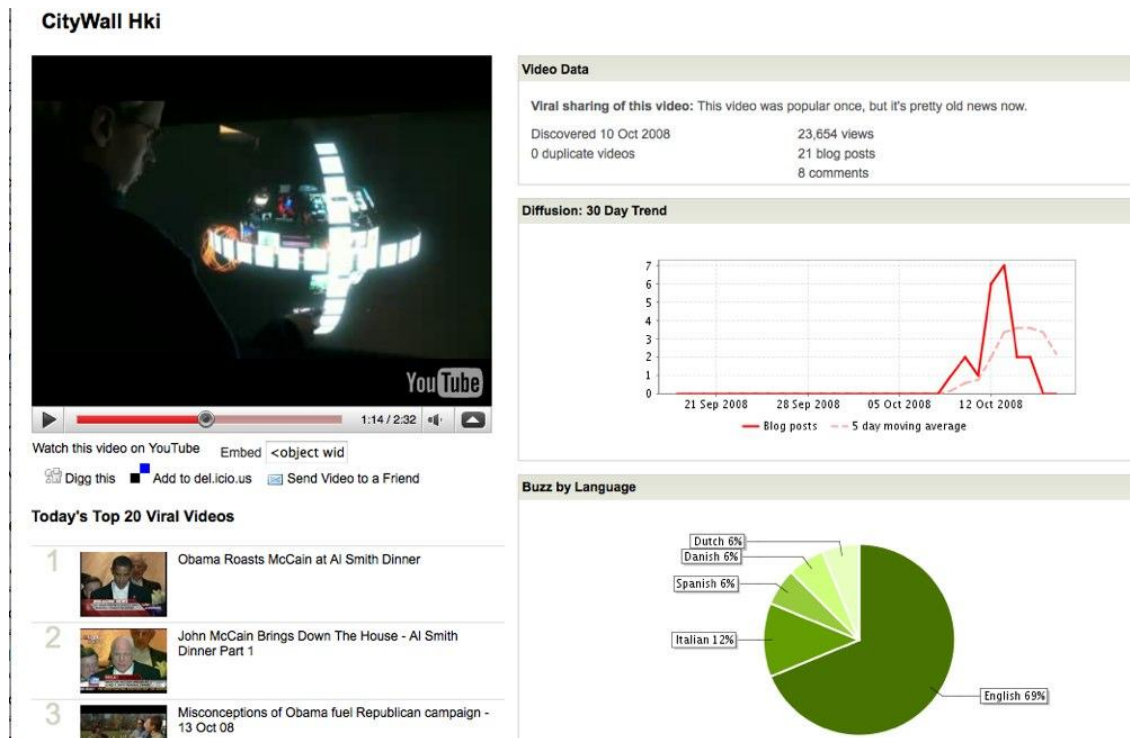 CityWall Hki
YouTube
1:14 / 2:32
Watch this video on YouTube
Embed
<object wid
Digg this
Add to del.icio.us
Send Video to a Friend
Today's Top 20 Viral Videos
1
Obama Roasts McCain at Al Smith Dinner
2
John McCain Brings Down The House - Al Smith
Dinner Part 1
3
Misconceptions of Obama fuel Republican campaign -
13 Oct 08
Video Data
Viral sharing of this video: This video was popular once, but it's pretty old news now.
Discovered 10 Oct 2008
0 duplicate videos
23,654 views
21 blog posts
8 comments
Diffusion: 30 Day Trend
7
6
5
4
3
2
1
0
21 Sep 2008
28 Sep 2008
05 Oct 2008
12 Oct 2008
Blog posts
5 day moving average
Buzz by Language
Dutch 6%
Danish 6%
Spanish 6%
Italian 12%
English 69%